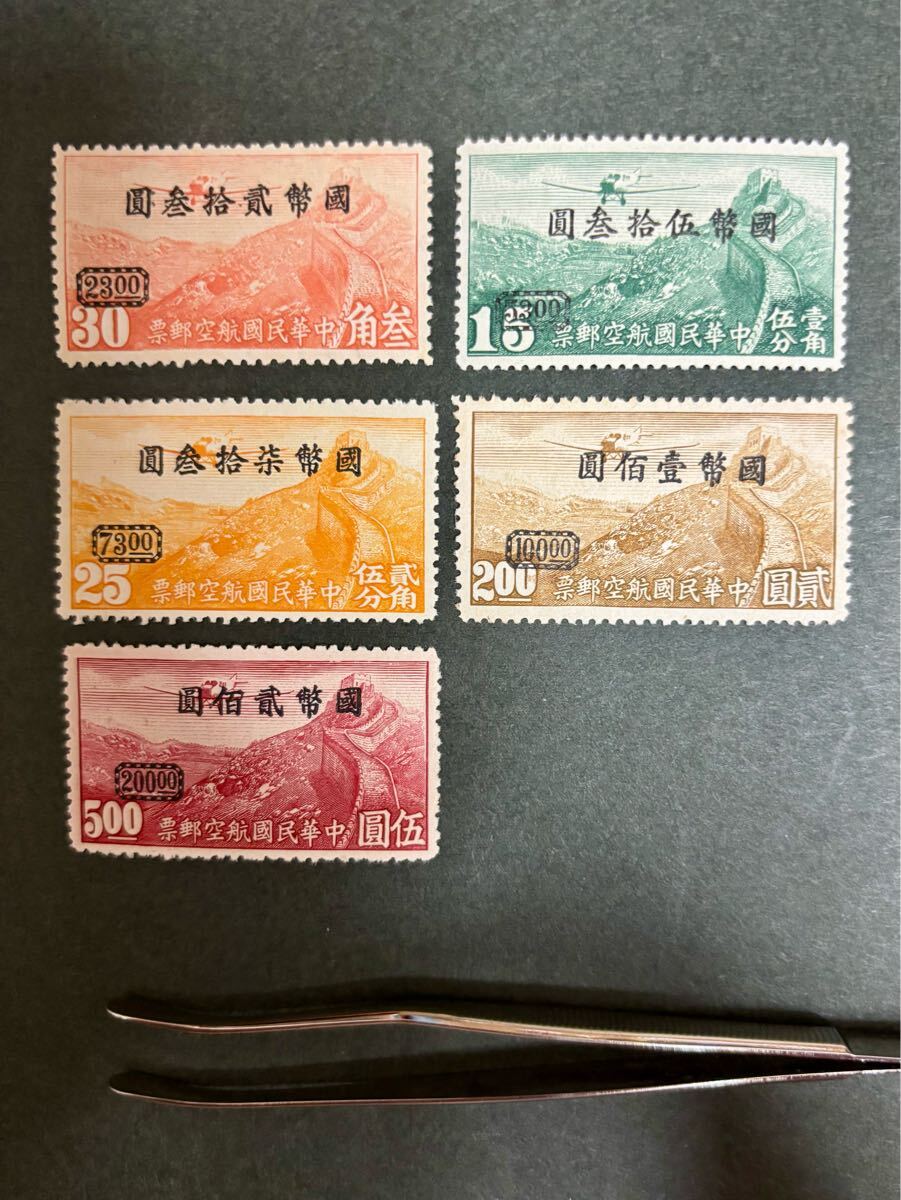 國幣貳拾叁圓
2300
30
中華民國航空郵票
叁角
國幣伍拾叁圓
5300
15
中華民國航空郵票
壹角
伍分
國幣柒拾叁圓
7300
25
中華民國航空郵票
貳角
伍分
國幣壹佰圓
10000
200
中華民國航空郵票
貳圓
國幣貳佰圓
20000
500
中華民國航空郵票
伍圓